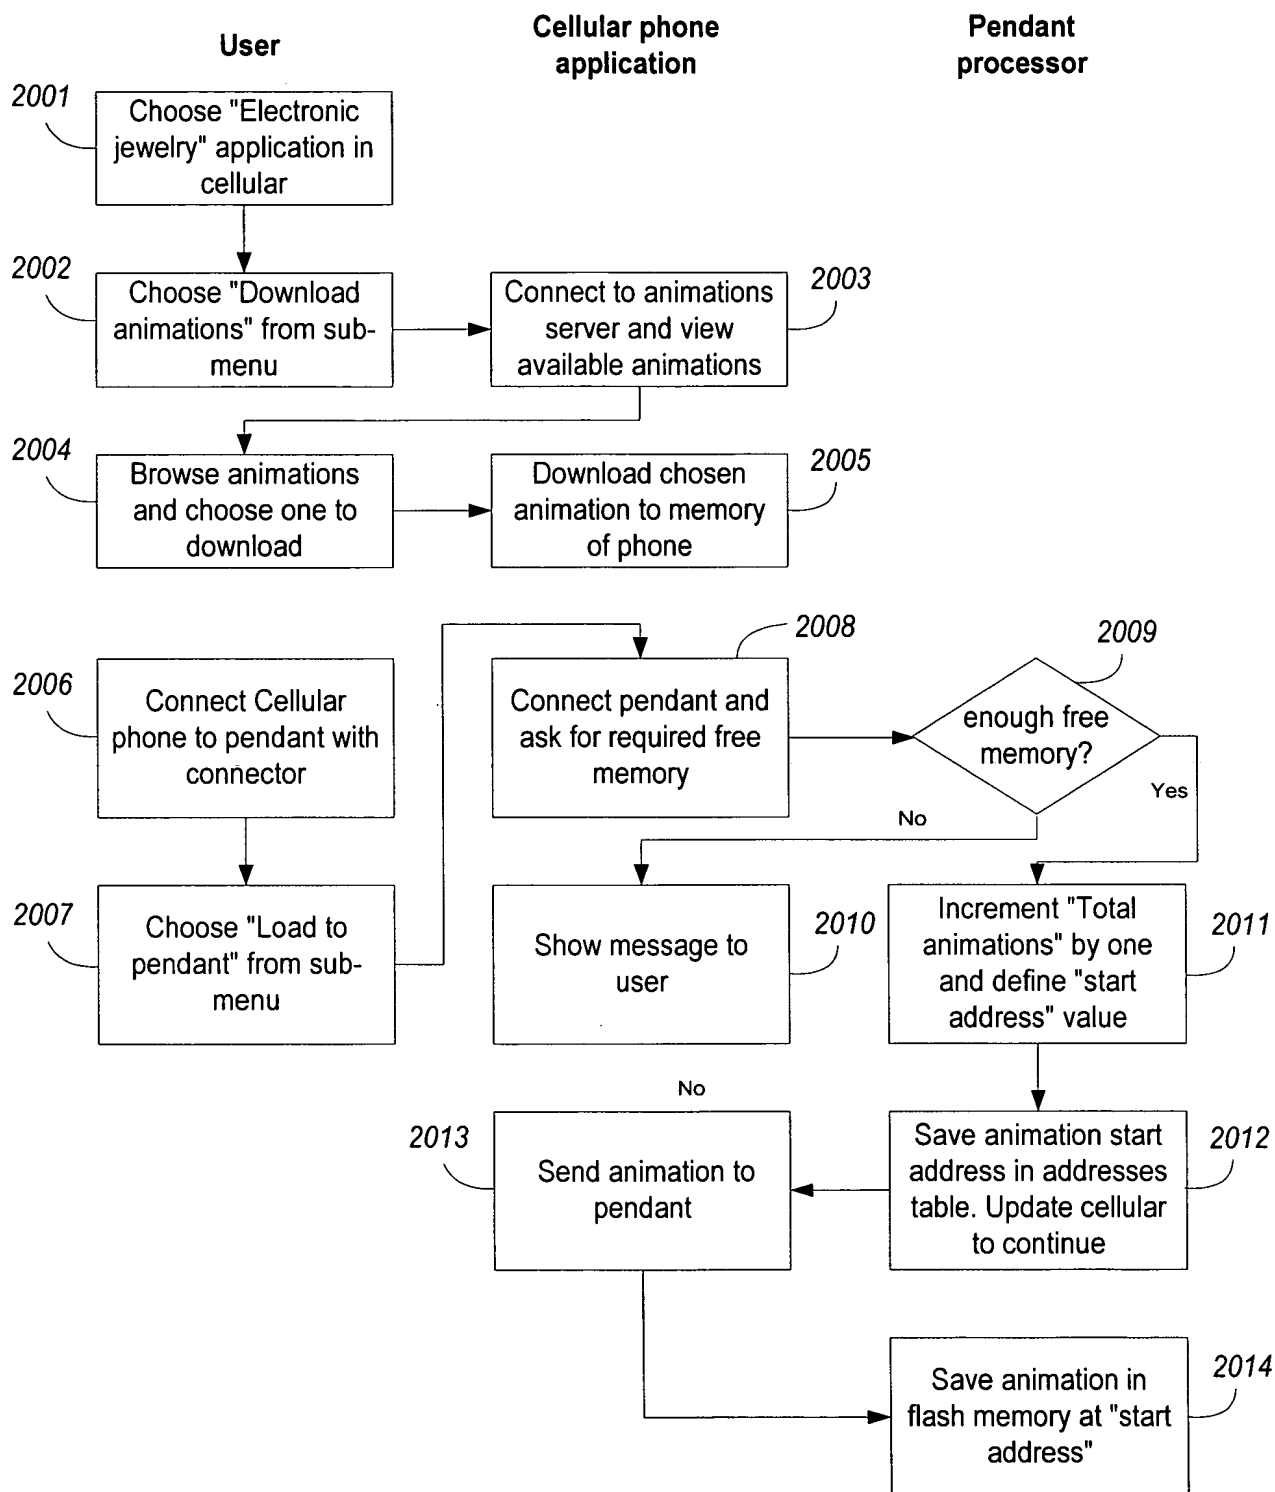 User
Cellular phone
application
Pendant
processor
2001
Choose "Electronic
jewelry" application in
cellular
2002
Choose "Download
animations" from sub-
menu
Connect to animations
server and view
available animations
2003
2004
Browse animations
and choose one to
download
Download chosen
animation to memory
of phone
2005
2006
Connect Cellular
phone to pendant with
connector
2008
Connect pendant and
ask for required free
memory
2009
enough free
memory?
Yes
No
2007
Choose "Load to
pendant" from sub-
menu
Show message to
user
2010
Increment "Total
animations" by one
and define "start
address" value
2011
No
2013
Send animation to
pendant
Save animation start
address in addresses
table. Update cellular
to continue
2012
Save animation in
flash memory at "start
address"
2014